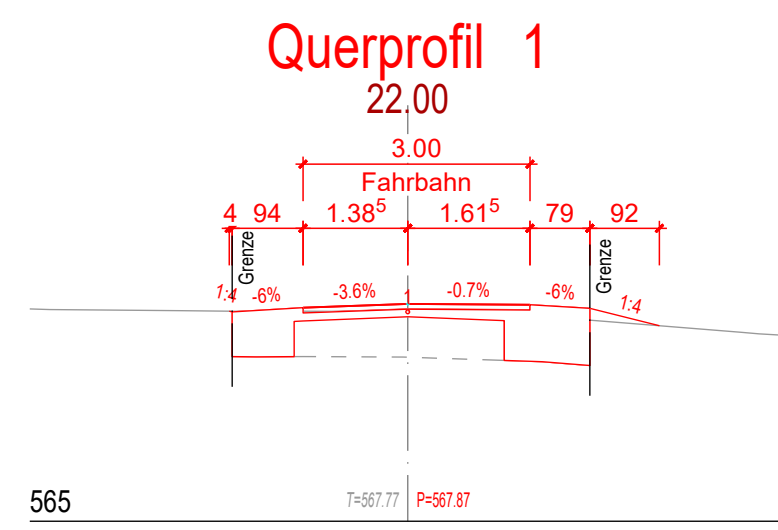 Querprofil 1
22.00
3.00
Fahrbahn
4 94 1.38⁵ 1.61⁵ 79 92
Grenze Grenze
1:4 -6% -3.6% 1 -0.7% -6% 1:4
565 T=567.77 P=567.87